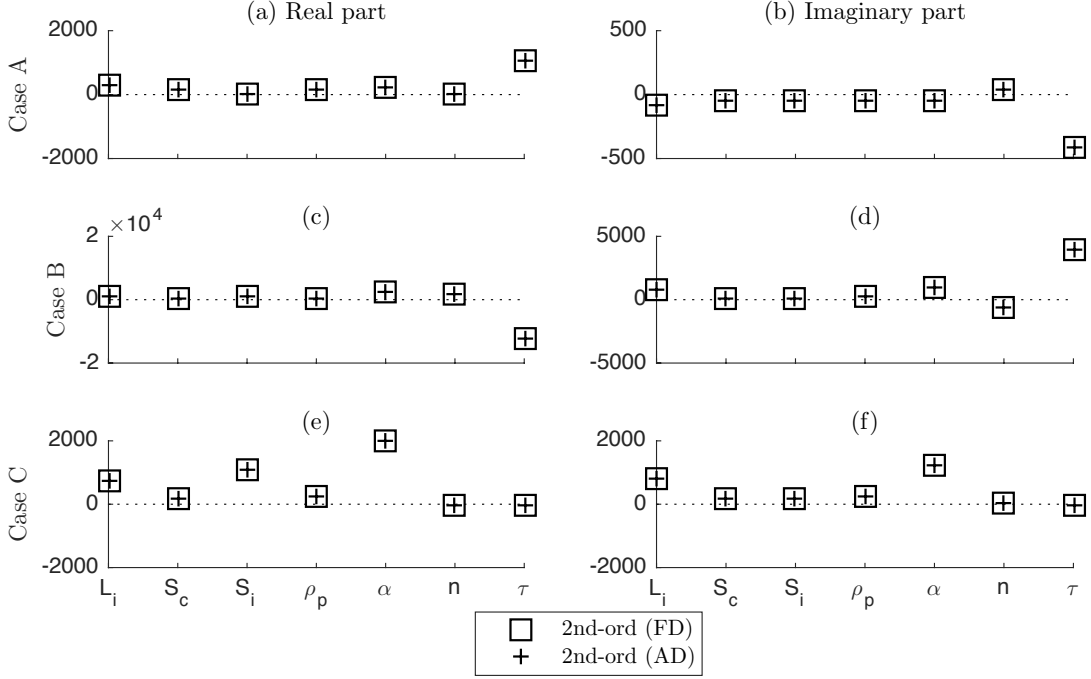 (a) Real part
(b) Imaginary part
Case A
2000
0
-2000
500
0
-500
(c)
(d)
Case B
×10^4
2
0
-2
5000
0
-5000
(e)
(f)
Case C
2000
0
-2000
2000
0
-2000
L_i S_c S_i ρ_p α n τ
L_i S_c S_i ρ_p α n τ
2nd-ord (FD)
2nd-ord (AD)